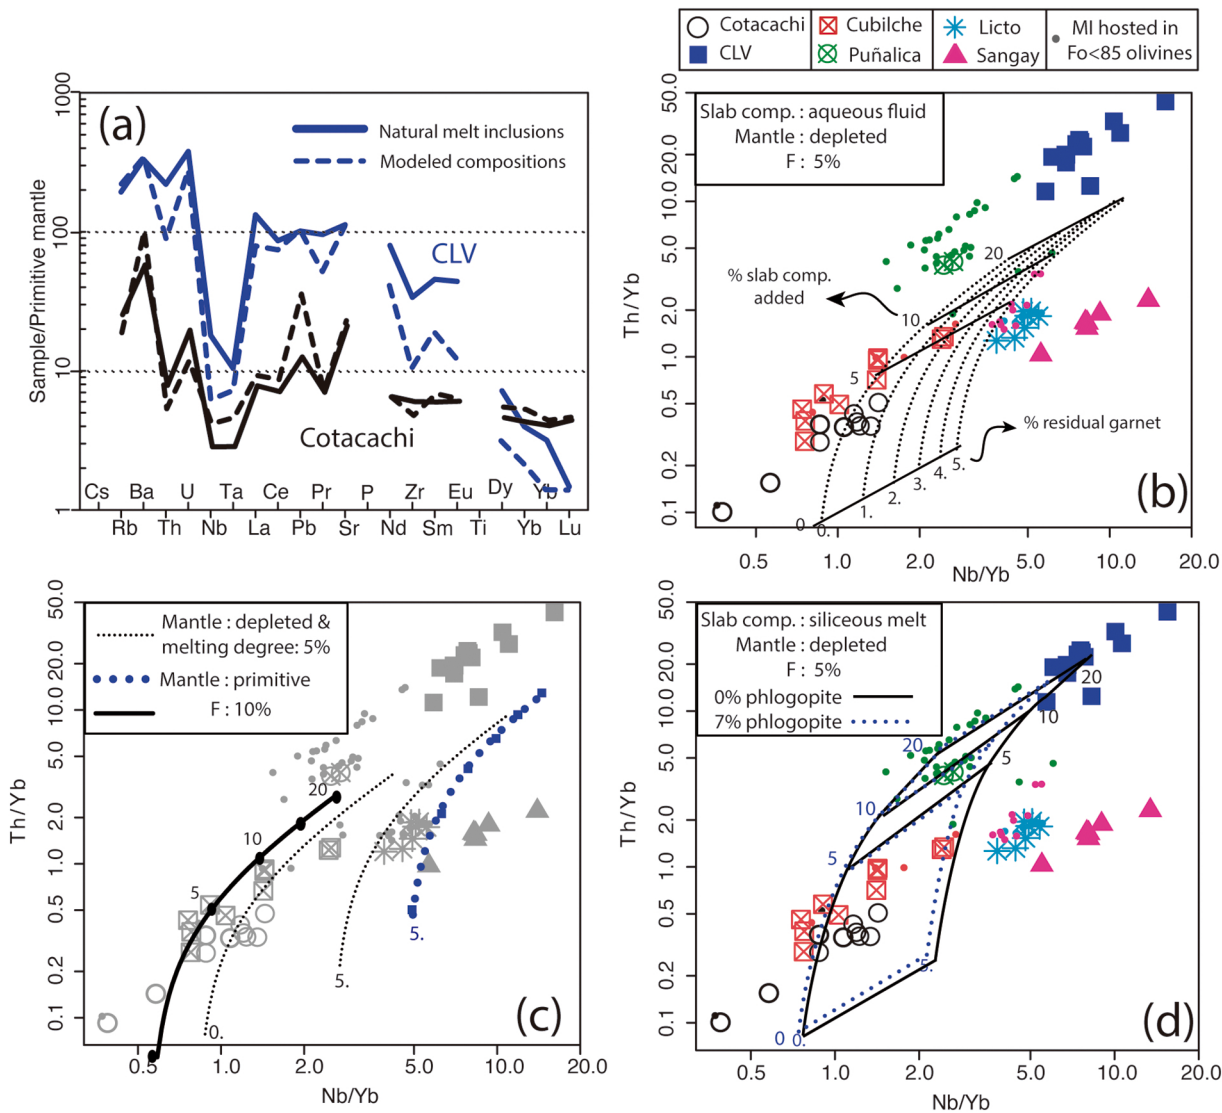 Cotacachi
CLV
Cubilche
Puñalica
Licto
Sangay
MI hosted in
Fo<85 olivines
(a)
Natural melt inclusions
Modeled compositions
CLV
Cotacachi
Sample/Primitive mantle
1000
100
10
1
Cs Ba U Ta Ce Pr P Zr Eu Dy Yb
Rb Th Nb La Pb Sr Nd Sm Ti Yb Lu
Slab comp. : aqueous fluid
Mantle : depleted
F : 5%
% slab comp.
added
20
10
5
0
% residual garnet
0.
1.
2.
3.
4.
5.
(b)
Th/Yb
50.0
20.0
10.0
5.0
2.0
1.0
0.5
0.2
0.1
0.5 1.0 2.0 5.0 10.0 20.0
Nb/Yb
Mantle : depleted &
melting degree: 5%
Mantle : primitive
F : 10%
20
10
5
5.
5.
0.
(c)
Th/Yb
50.0
20.0
10.0
5.0
2.0
1.0
0.5
0.2
0.1
0.5 1.0 2.0 5.0 10.0 20.0
Nb/Yb
Slab comp. : siliceous melt
Mantle : depleted
F : 5%
0% phlogopite
7% phlogopite
20
20
10
10
5
5
5.
0 0.
(d)
Th/Yb
50.0
20.0
10.0
5.0
2.0
1.0
0.5
0.2
0.1
0.5 1.0 2.0 5.0 10.0 20.0
Nb/Yb